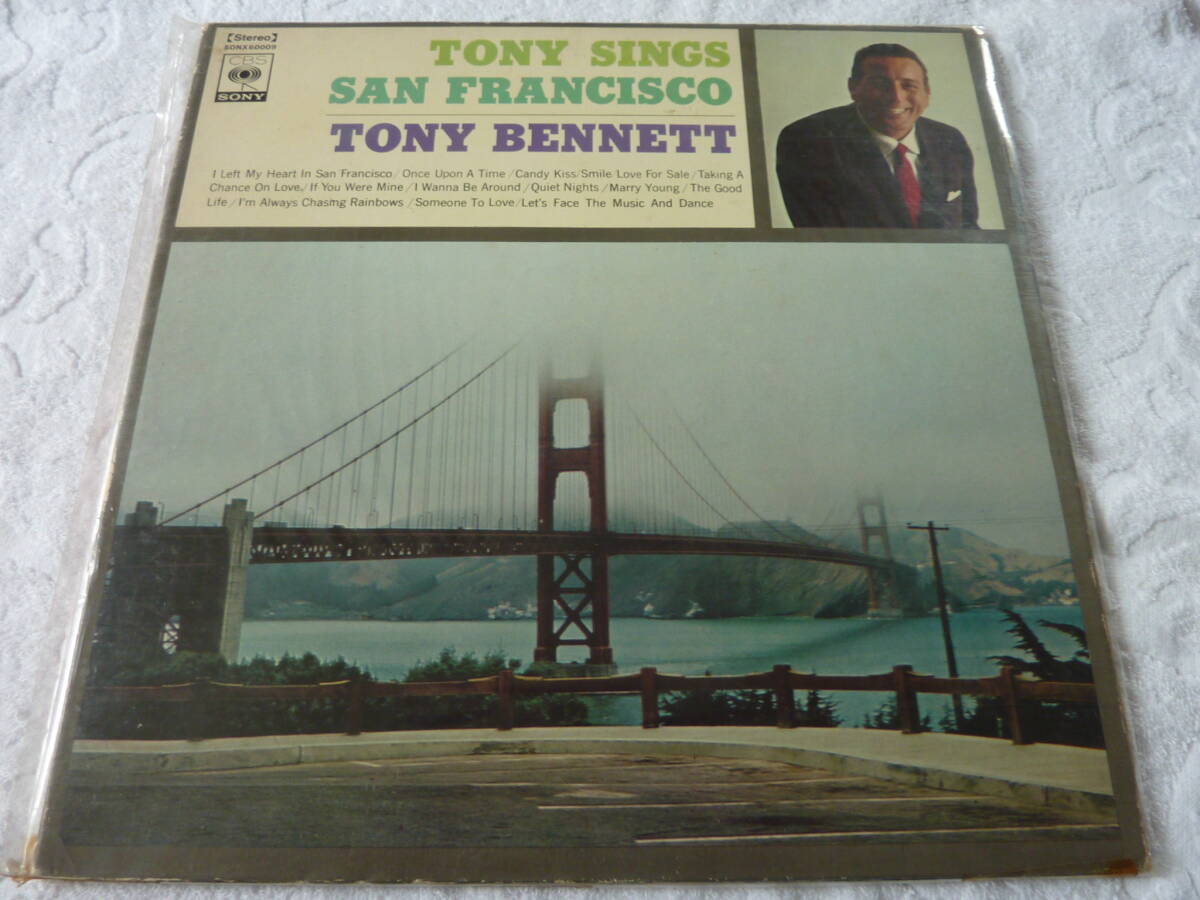 【Stereo】
SONX60009
CBS
SONY
TONY SINGS
SAN FRANCISCO
TONY BENNETT
I Left My Heart In San Francisco/Once Upon A Time/Candy Kiss/Smile/Love For Sale/Taking A
Chance On Love/If You Were Mine/I Wanna Be Around/Quiet Nights/Marry Young/The Good
Life/I'm Always Chasing Rainbows/Someone To Love/Let's Face The Music And Dance